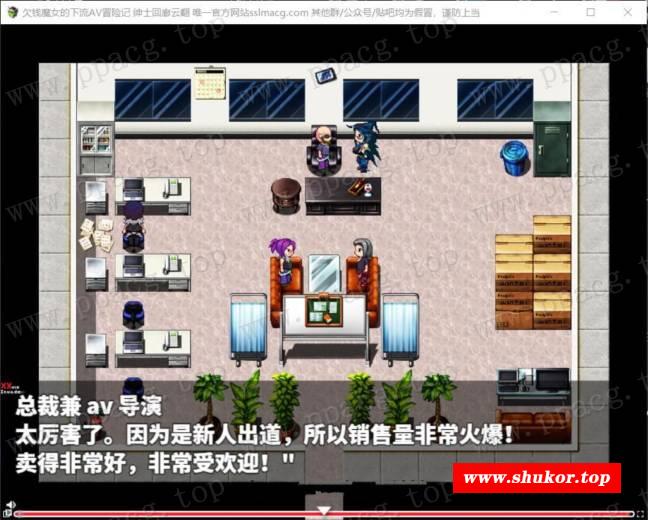 欠钱魔女的下流AV冒险记 绅士回廊云翻 唯一官方网站sslmacg.com 其他群/公众号/贴吧均为假冒，谨防上当
www.ppacg.top
总裁兼 av 导演
太厉害了。因为是新人出道，所以销售量非常火爆！
卖得非常好，非常受欢迎！"
www.shukor.top